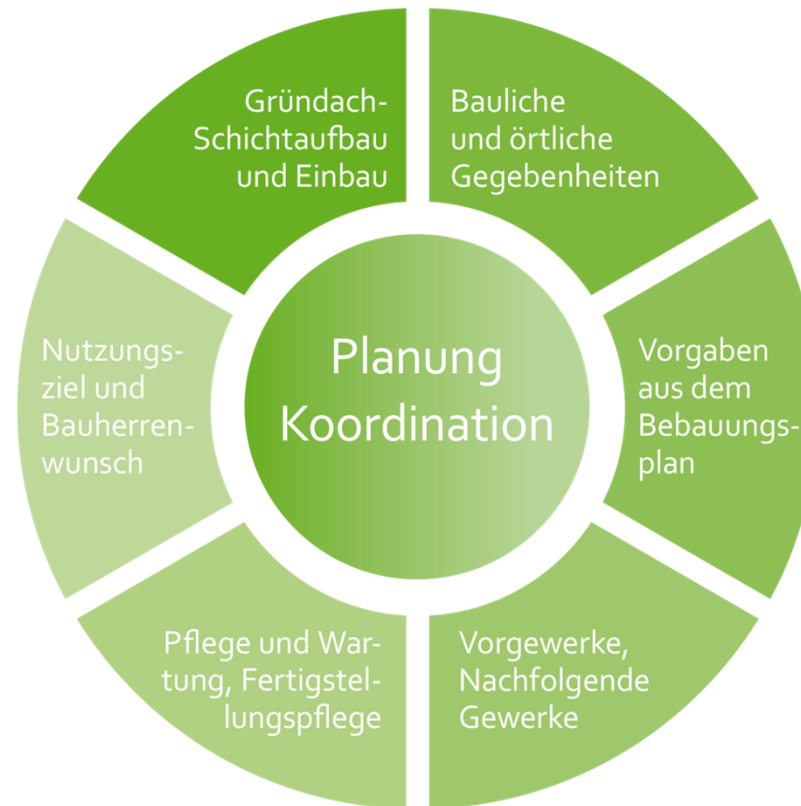 Gründach-
Schichtaufbau
und Einbau
Bauliche
und örtliche
Gegebenheiten
Vorgaben
aus dem
Bebauungs-
plan
Vorgewerke,
Nachfolgende
Gewerke
Pflege und War-
tung, Fertigstel-
lungspflege
Nutzungs-
ziel und
Bauherren-
wunsch
Planung
Koordination